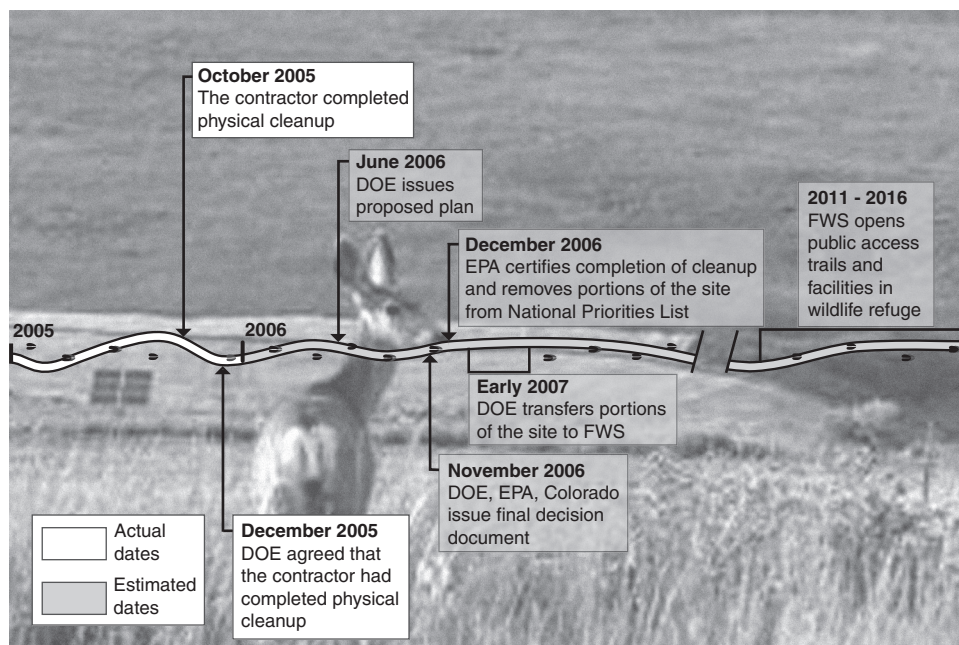 October 2005
The contractor completed
physical cleanup
June 2006
DOE issues
proposed plan
December 2006
EPA certifies completion of cleanup
and removes portions of the site
from National Priorities List
2011 - 2016
FWS opens
public access
trails and
facilities in
wildlife refuge
2005
2006
Early 2007
DOE transfers portions
of the site to FWS
November 2006
DOE, EPA, Colorado
issue final decision
document
December 2005
DOE agreed that
the contractor had
completed physical
cleanup
Actual
dates
Estimated
dates